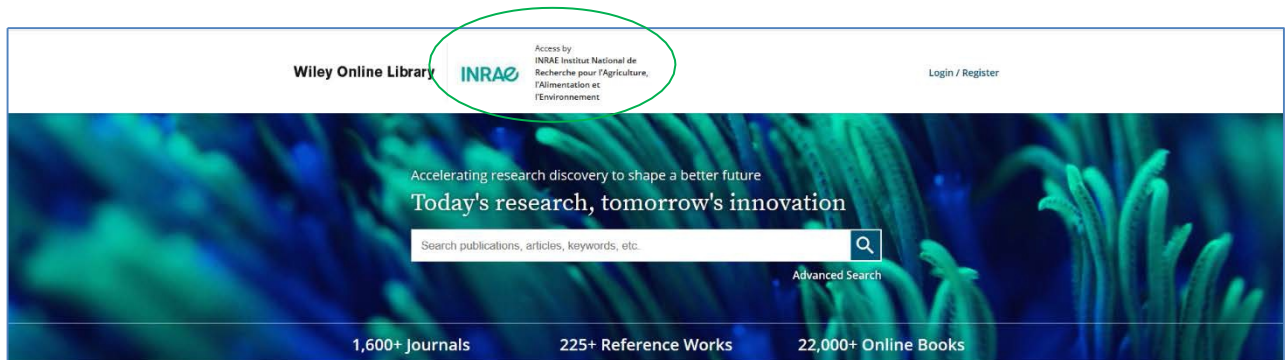 Wiley Online Library
INRAE
Access by
INRAE Institut National de
Recherche pour l'Agriculture,
l'Alimentation et
l'Environnement
Login / Register
Accelerating research discovery to shape a better future
Today's research, tomorrow's innovation
Search publications, articles, keywords, etc.
Advanced Search
1,600+ Journals
225+ Reference Works
22,000+ Online Books